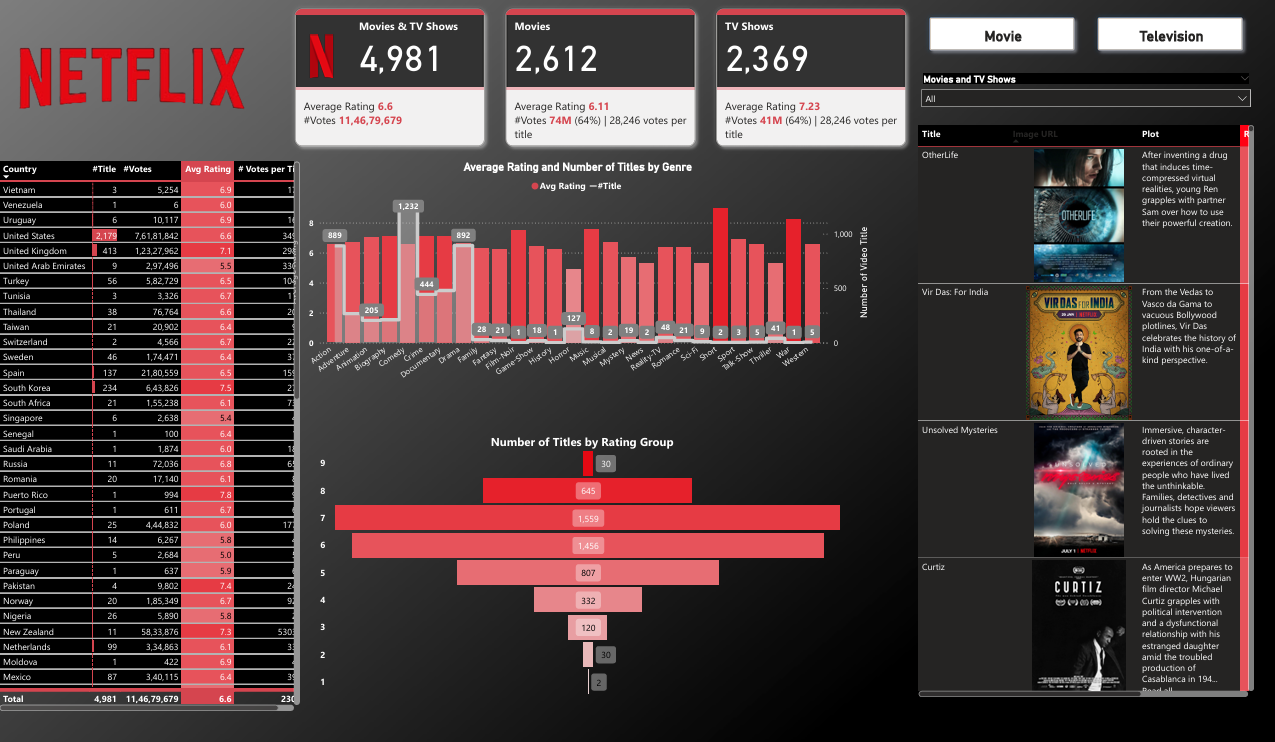 NETFLIX
Movies & TV Shows
4,981
Average Rating 6.6
#Votes 11,46,79,679
Movies
2,612
Average Rating 6.11
#Votes 74M (64%) | 28,246 votes per
title
TV Shows
2,369
Average Rating 7.23
#Votes 41M (64%) | 28,246 votes per
title
Movie
Television
Movies and TV Shows
All
Country #Title #Votes Avg Rating # Votes per Ti
Vietnam 3 5,254 6.9
Venezuela 1 6 6.0
Uruguay 6 10,117 6.9
United States 2,179 7,61,81,842 6.6
United Kingdom 413 1,23,27,962 7.1
United Arab Emirates 9 2,97,496 5.5
Turkey 56 5,82,729 6.5
Tunisia 3 3,326 6.7
Thailand 38 76,764 6.6
Taiwan 21 20,902 6.4
Switzerland 2 4,566 6.7
Sweden 46 1,74,471 6.4
Spain 137 21,80,559 6.5
South Korea 234 6,43,826 7.5
South Africa 21 1,55,238 6.1
Singapore 6 2,638 5.4
Senegal 1 100 6.4
Saudi Arabia 1 1,874 6.0
Russia 11 72,036 6.8
Romania 20 17,140 6.1
Puerto Rico 1 994 7.8
Portugal 1 611 6.7
Poland 25 4,44,832 6.0
Philippines 14 6,267 5.8
Peru 5 2,684 5.0
Paraguay 1 637 5.9
Pakistan 4 9,802 7.4
Norway 20 1,85,349 6.7
Nigeria 26 5,890 5.8
New Zealand 11 58,33,876 7.3
Netherlands 99 3,34,863 6.1
Moldova 1 422 6.9
Mexico 87 3,40,115 6.4
Total 4,981 11,46,79,679 6.6 230
Average Rating and Number of Titles by Genre
Avg Rating #Title
8
6
4
2
0
1,000
500
0
Number of Video Title
889 205 1,232 444 892 28 21 1 18 1 127 8 2 19 2 48 21 9 2 3 5 41 1 5
Action
Adventure
Animation
Biography
Comedy
Crime
Documentary
Drama
Family
Fantasy
Film-Noir
Game-Show
History
Horror
Music
Musical
Mystery
News
Reality-TV
Romance
Sci-Fi
Short
Sport
Talk-Show
Thriller
War
Western
Number of Titles by Rating Group
9 30
8 645
7 1,559
6 1,456
5 807
4 332
3 120
2 30
1 2
Title Image URL Plot R
OtherLife
OTHERLIFE
After inventing a drug
that induces time-
compressed virtual
realities, young Ren
grapples with partner
Sam over how to use
their powerful creation.
Vir Das: For India
VIR DAS FOR INDIA
From the Vedas to
Vasco da Gama to
vacuous Bollywood
plotlines, Vir Das
celebrates the history of
India with his one-of-a-
kind perspective.
Unsolved Mysteries
JULY 1 | NETFLIX
Immersive, character-
driven stories are
rooted in the
experiences of ordinary
people who have lived
the unthinkable.
Families, detectives and
journalists hope viewers
hold the clues to
solving these mysteries.
Curtiz
CURTIZ
As America prepares to
enter WW2, Hungarian
film director Michael
Curtiz grapples with
political intervention
and a dysfunctional
relationship with his
estranged daughter
amid the troubled
production of
Casablanca in 194...
Read all